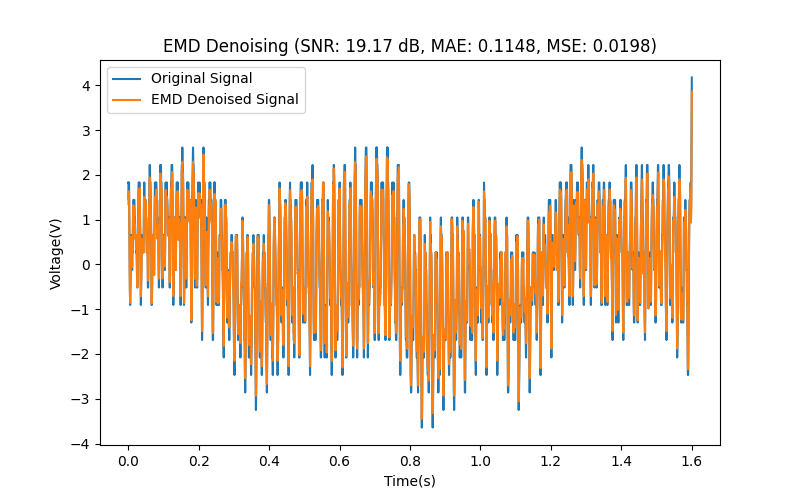 EMD Denoising (SNR: 19.17 dB, MAE: 0.1148, MSE: 0.0198)
Original Signal
EMD Denoised Signal
4
3
2
1
0
−1
−2
−3
−4
Voltage(V)
0.0 0.2 0.4 0.6 0.8 1.0 1.2 1.4 1.6
Time(s)